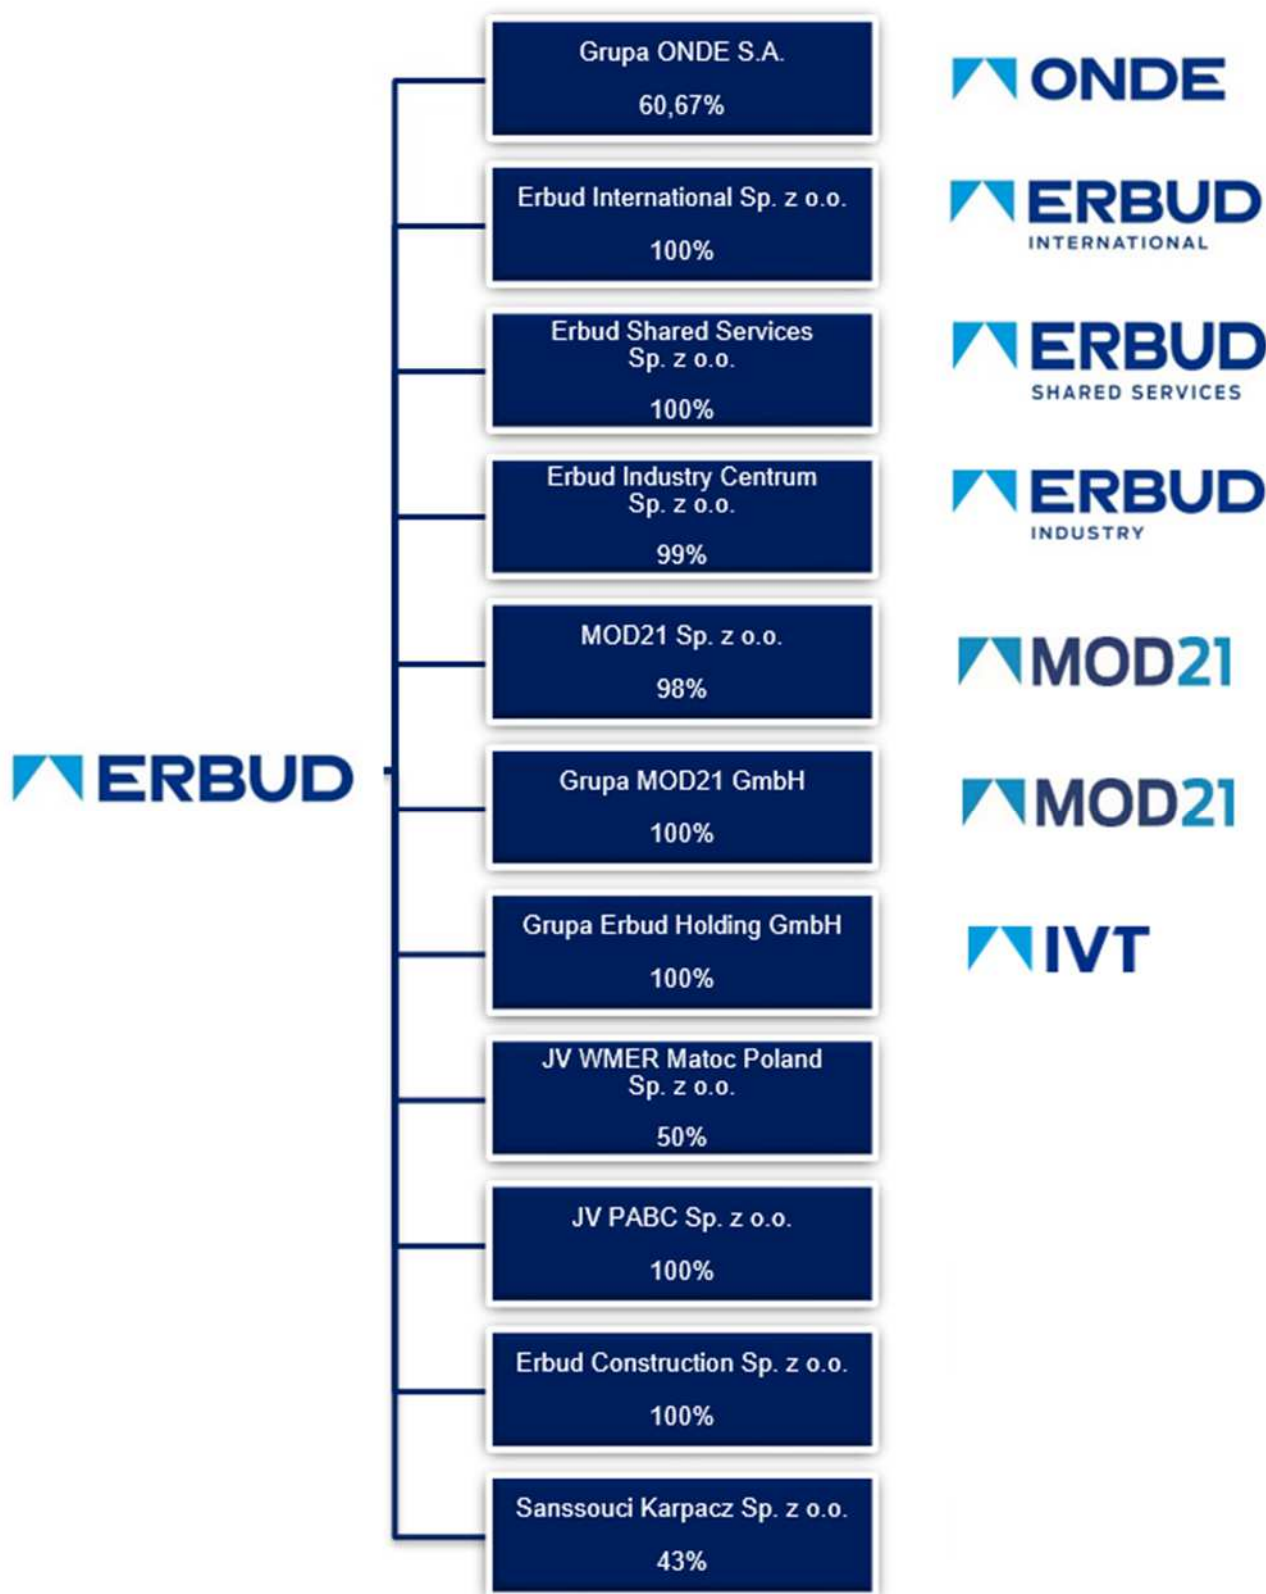 Grupa ONDE S.A.
60,67%
ONDE
Erbud International Sp. z o.o.
100%
ERBUD
INTERNATIONAL
Erbud Shared Services
Sp. z o.o.
100%
ERBUD
SHARED SERVICES
Erbud Industry Centrum
Sp. z o.o.
99%
ERBUD
INDUSTRY
MOD21 Sp. z o.o.
98%
MOD21
ERBUD
Grupa MOD21 GmbH
100%
MOD21
Grupa Erbud Holding GmbH
100%
IVT
JV WMER Matoc Poland
Sp. z o.o.
50%
JV PABC Sp. z o.o.
100%
Erbud Construction Sp. z o.o.
100%
Sanssouci Karpacz Sp. z o.o.
43%